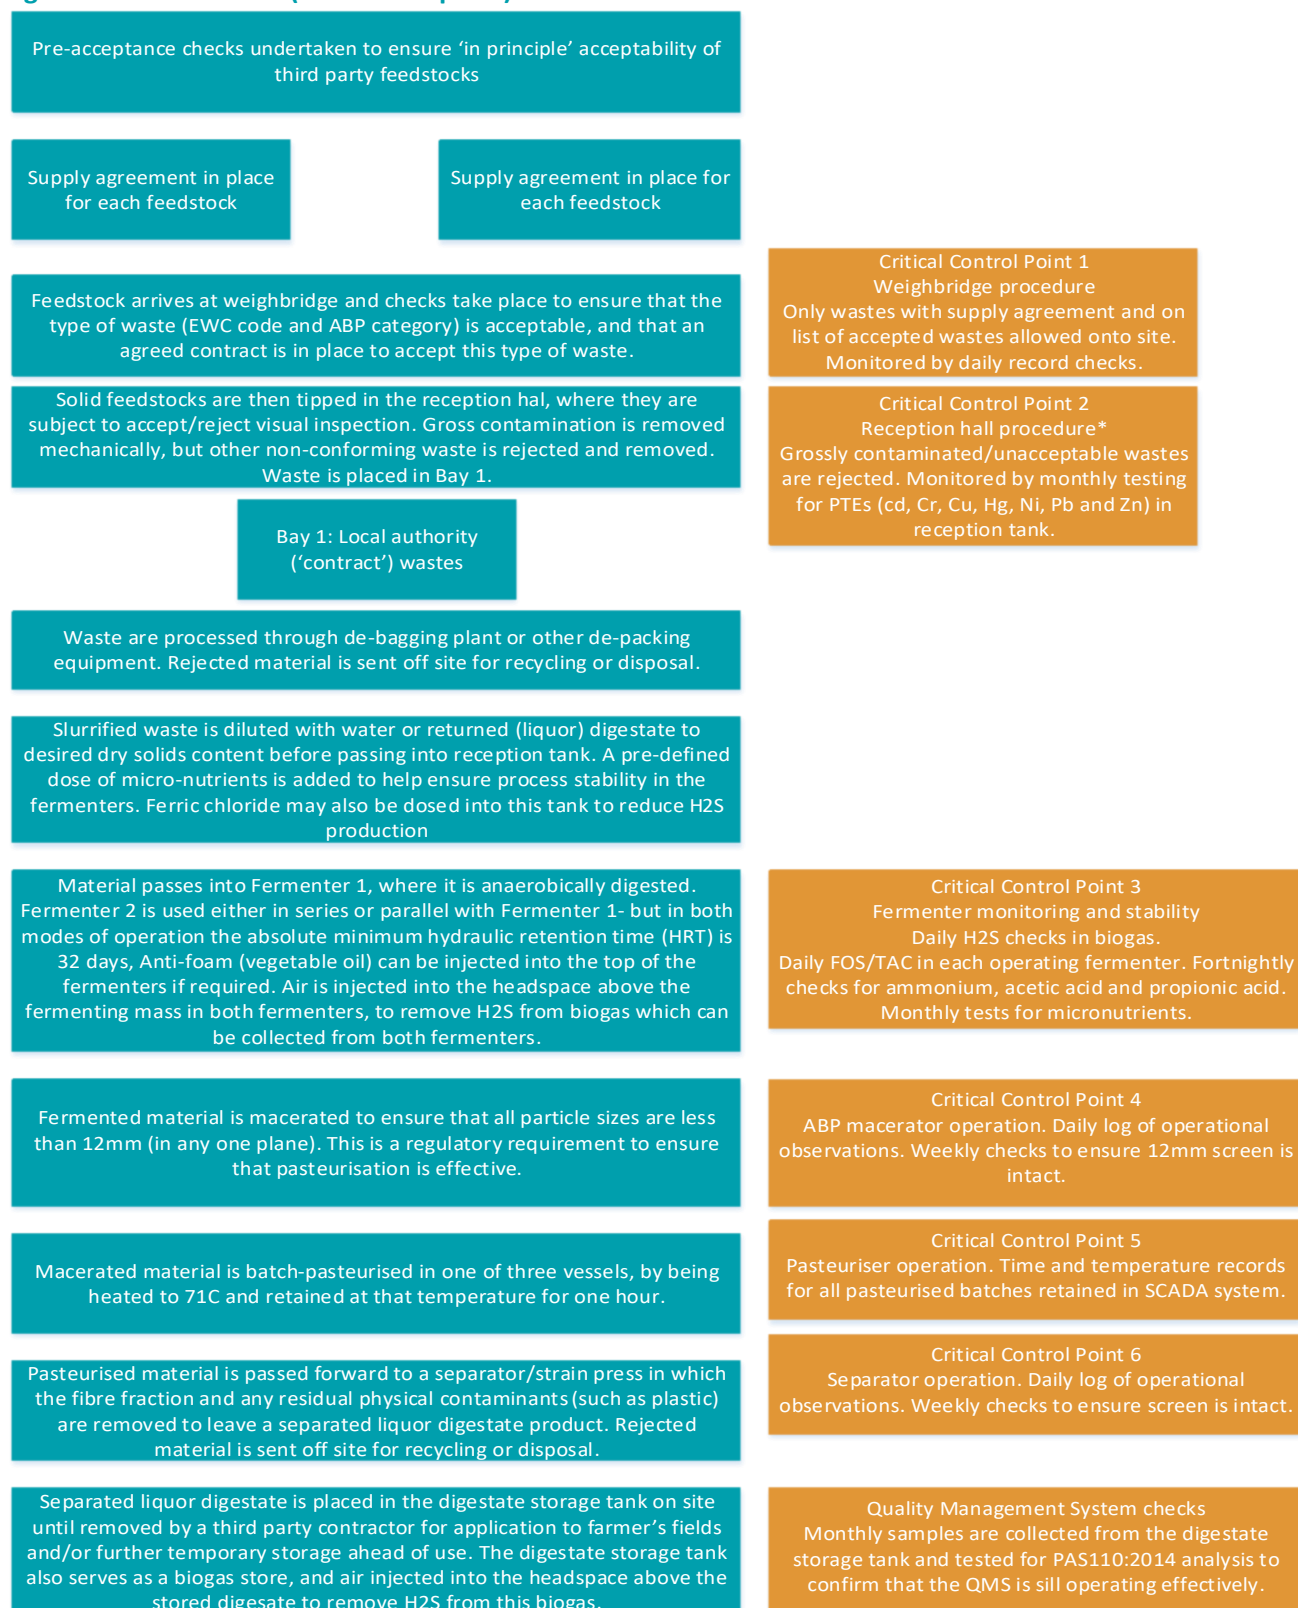 Pre-acceptance checks undertaken to ensure ‘in principle’ acceptability of
third party feedstocks
Supply agreement in place
for each feedstock
Supply agreement in place for
each feedstock
Feedstock arrives at weighbridge and checks take place to ensure that the
type of waste (EWC code and ABP category) is acceptable, and that an
agreed contract is in place to accept this type of waste.
Critical Control Point 1
Weighbridge procedure
Only wastes with supply agreement and on
list of accepted wastes allowed onto site.
Monitored by daily record checks.
Solid feedstocks are then tipped in the reception hal, where they are
subject to accept/reject visual inspection. Gross contamination is removed
mechanically, but other non-conforming waste is rejected and removed.
Waste is placed in Bay 1.
Critical Control Point 2
Reception hall procedure*
Grossly contaminated/unacceptable wastes
are rejected. Monitored by monthly testing
for PTEs (cd, Cr, Cu, Hg, Ni, Pb and Zn) in
reception tank.
Bay 1: Local authority
(‘contract’) wastes
Waste are processed through de-bagging plant or other de-packing
equipment. Rejected material is sent off site for recycling or disposal.
Slurrified waste is diluted with water or returned (liquor) digestate to
desired dry solids content before passing into reception tank. A pre-defined
dose of micro-nutrients is added to help ensure process stability in the
fermenters. Ferric chloride may also be dosed into this tank to reduce H2S
production
Material passes into Fermenter 1, where it is anaerobically digested.
Fermenter 2 is used either in series or parallel with Fermenter 1- but in both
modes of operation the absolute minimum hydraulic retention time (HRT) is
32 days, Anti-foam (vegetable oil) can be injected into the top of the
fermenters if required. Air is injected into the headspace above the
fermenting mass in both fermenters, to remove H2S from biogas which can
be collected from both fermenters.
Critical Control Point 3
Fermenter monitoring and stability
Daily H2S checks in biogas.
Daily FOS/TAC in each operating fermenter. Fortnightly
checks for ammonium, acetic acid and propionic acid.
Monthly tests for micronutrients.
Fermented material is macerated to ensure that all particle sizes are less
than 12mm (in any one plane). This is a regulatory requirement to ensure
that pasteurisation is effective.
Critical Control Point 4
ABP macerator operation. Daily log of operational
observations. Weekly checks to ensure 12mm screen is
intact.
Macerated material is batch-pasteurised in one of three vessels, by being
heated to 71C and retained at that temperature for one hour.
Critical Control Point 5
Pasteuriser operation. Time and temperature records
for all pasteurised batches retained in SCADA system.
Pasteurised material is passed forward to a separator/strain press in which
the fibre fraction and any residual physical contaminants (such as plastic)
are removed to leave a separated liquor digestate product. Rejected
material is sent off site for recycling or disposal.
Critical Control Point 6
Separator operation. Daily log of operational
observations. Weekly checks to ensure screen is intact.
Separated liquor digestate is placed in the digestate storage tank on site
until removed by a third party contractor for application to farmer’s fields
and/or further temporary storage ahead of use. The digestate storage tank
also serves as a biogas store, and air injected into the headspace above the
stored digesate to remove H2S from this biogas.
Quality Management System checks
Monthly samples are collected from the digestate
storage tank and tested for PAS110:2014 analysis to
confirm that the QMS is sill operating effectively.